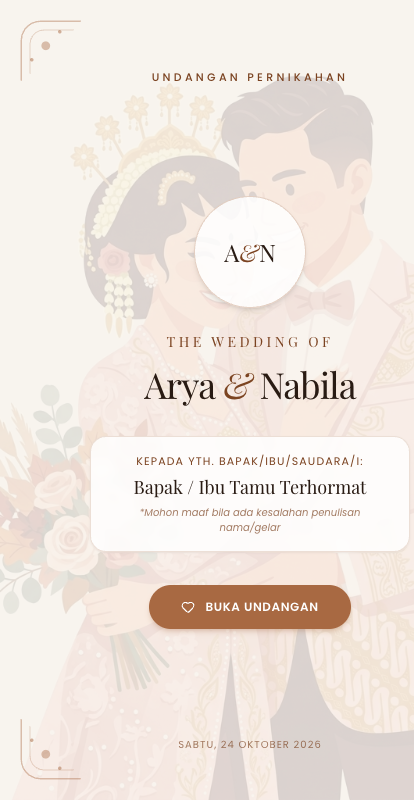 UNDANGAN PERNIKAHAN
A&N
THE WEDDING OF
Arya & Nabila
KEPADA YTH. BAPAK/IBU/SAUDARA/I:
Bapak / Ibu Tamu Terhormat
*Mohon maaf bila ada kesalahan penulisan
nama/gelar
BUKA UNDANGAN
SABTU, 24 OKTOBER 2026